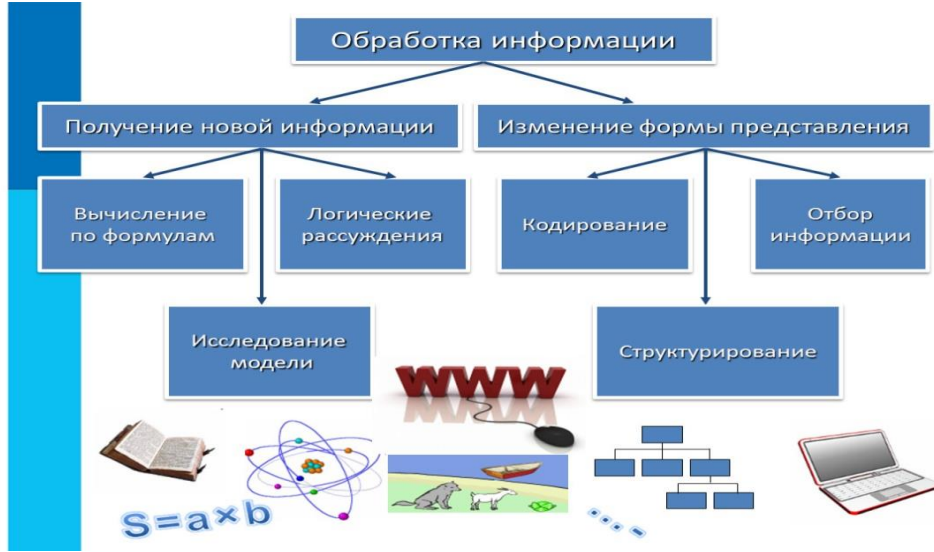 Обработка информации
Получение новой информации
Изменение формы представления
Вычисление
по формулам
Логические
рассуждения
Кодирование
Отбор
информации
Исследование
модели
Структурирование
www
S=a×b
...-